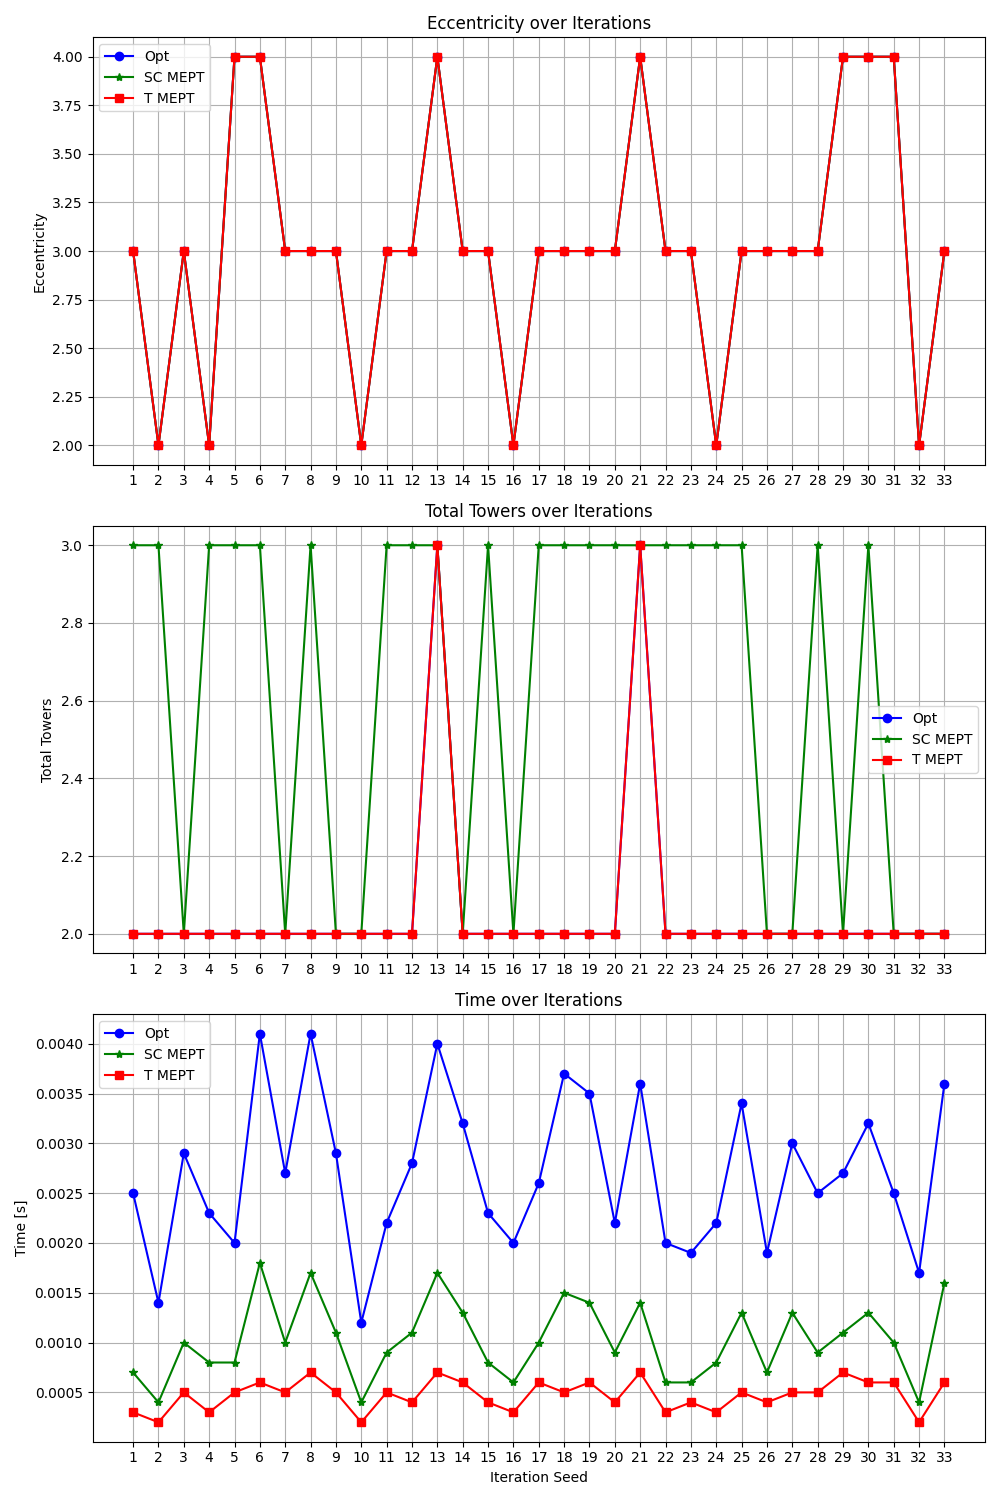 Eccentricity over Iterations
Opt
SC MEPT
T MEPT
Eccentricity
4.00
3.75
3.50
3.25
3.00
2.75
2.50
2.25
2.00
1 2 3 4 5 6 7 8 9 10 11 12 13 14 15 16 17 18 19 20 21 22 23 24 25 26 27 28 29 30 31 32 33
Total Towers over Iterations
Opt
SC MEPT
T MEPT
Total Towers
3.0
2.8
2.6
2.4
2.2
2.0
1 2 3 4 5 6 7 8 9 10 11 12 13 14 15 16 17 18 19 20 21 22 23 24 25 26 27 28 29 30 31 32 33
Time over Iterations
Opt
SC MEPT
T MEPT
Time [s]
0.0040
0.0035
0.0030
0.0025
0.0020
0.0015
0.0010
0.0005
1 2 3 4 5 6 7 8 9 10 11 12 13 14 15 16 17 18 19 20 21 22 23 24 25 26 27 28 29 30 31 32 33
Iteration Seed